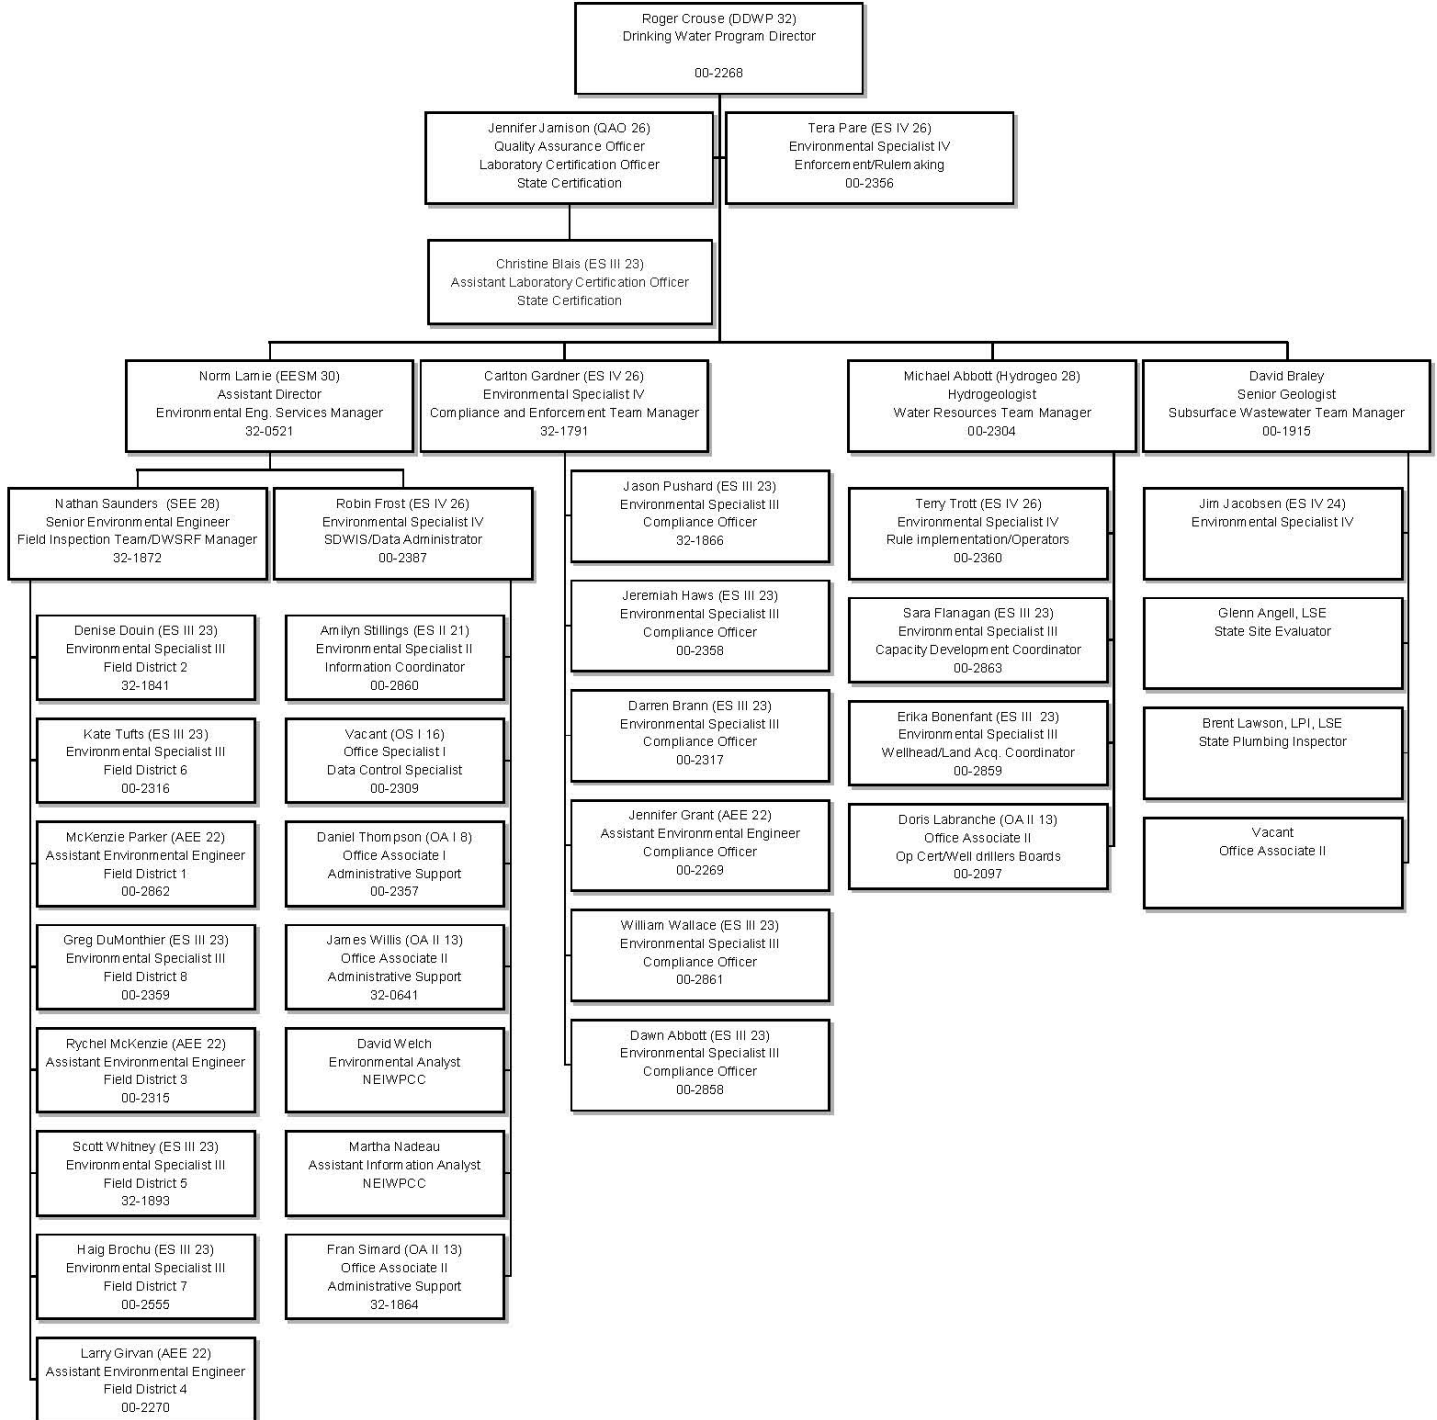 Roger Crouse (DDWP 32)
Drinking Water Program Director
00-2268
Jennifer Jamison (QAO 26)
Quality Assurance Officer
Laboratory Certification Officer
State Certification
Tera Pare (ES IV 26)
Environmental Specialist IV
Enforcement/Rulemaking
00-2356
Christine Blais (ES III 23)
Assistant Laboratory Certification Officer
State Certification
Norm Lamie (EESM 30)
Assistant Director
Environmental Eng. Services Manager
32-0521
Carlton Gardner (ES IV 26)
Environmental Specialist IV
Compliance and Enforcement Team Manager
32-1791
Michael Abbott (Hydrogeo 28)
Hydrogeologist
Water Resources Team Manager
00-2304
David Braley
Senior Geologist
Subsurface Wastewater Team Manager
00-1915
Nathan Saunders (SEE 28)
Senior Environmental Engineer
Field Inspection Team/DWSRF Manager
32-1872
Robin Frost (ES IV 26)
Environmental Specialist IV
SDWIS/Data Administrator
00-2387
Denise Douin (ES III 23)
Environmental Specialist III
Field District 2
32-1841
Kate Tufts (ES III 23)
Environmental Specialist III
Field District 6
00-2316
McKenzie Parker (AEE 22)
Assistant Environmental Engineer
Field District 1
00-2862
Greg DuMonthier (ES III 23)
Environmental Specialist III
Field District 8
00-2359
Rychel McKenzie (AEE 22)
Assistant Environmental Engineer
Field District 3
00-2315
Scott Whitney (ES III 23)
Environmental Specialist III
Field District 5
32-1893
Haig Brochu (ES III 23)
Environmental Specialist III
Field District 7
00-2555
Larry Girvan (AEE 22)
Assistant Environmental Engineer
Field District 4
00-2270
Amilyn Stillings (ES II 21)
Environmental Specialist II
Information Coordinator
00-2860
Vacant (OS I 16)
Office Specialist I
Data Control Specialist
00-2309
Daniel Thompson (OA I 8)
Office Associate I
Administrative Support
00-2357
James Willis (OA II 13)
Office Associate II
Administrative Support
32-0641
David Welch
Environmental Analyst
NEIWPCC
Martha Nadeau
Assistant Information Analyst
NEIWPCC
Fran Simard (OA II 13)
Office Associate II
Administrative Support
32-1864
Jason Pushard (ES III 23)
Environmental Specialist III
Compliance Officer
32-1866
Jeremiah Haws (ES III 23)
Environmental Specialist III
Compliance Officer
00-2358
Darren Brann (ES III 23)
Environmental Specialist III
Compliance Officer
00-2317
Jennifer Grant (AEE 22)
Assistant Environmental Engineer
Compliance Officer
00-2269
William Wallace (ES III 23)
Environmental Specialist III
Compliance Officer
00-2861
Dawn Abbott (ES III 23)
Environmental Specialist III
Compliance Officer
00-2858
Terry Trott (ES IV 26)
Environmental Specialist IV
Rule implementation/Operators
00-2360
Sara Flanagan (ES III 23)
Environmental Specialist III
Capacity Development Coordinator
00-2863
Erika Bonenfant (ES III 23)
Environmental Specialist III
Wellhead/Land Acq. Coordinator
00-2859
Doris Labranche (OA II 13)
Office Associate II
Op Cert/Well drillers Boards
00-2097
Jim Jacobsen (ES IV 24)
Environmental Specialist IV
Glenn Angell, LSE
State Site Evaluator
Brent Lawson, LPI, LSE
State Plumbing Inspector
Vacant
Office Associate II